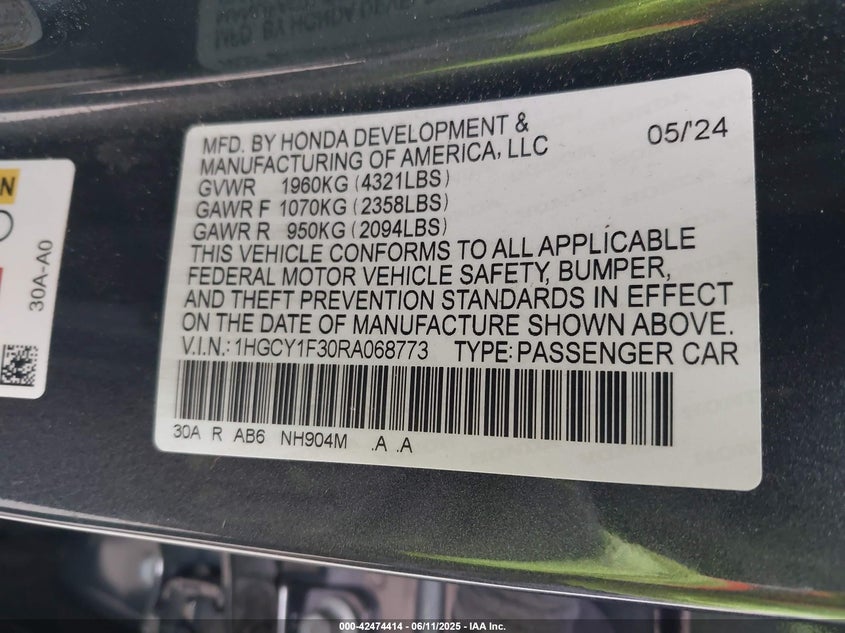 MFD. BY HONDA DEVELOPMENT &
MANUFACTURING OF AMERICA, LLC
05/'24
GVWR 1960KG (4321LBS)
GAWR F 1070KG (2358LBS)
GAWR R 950KG (2094LBS)
THIS VEHICLE CONFORMS TO ALL APPLICABLE
FEDERAL MOTOR VEHICLE SAFETY, BUMPER,
AND THEFT PREVENTION STANDARDS IN EFFECT
ON THE DATE OF MANUFACTURE SHOWN ABOVE.
V.I.N.: 1HGCY1F30RA068773 TYPE: PASSENGER CAR
30A R AB6 NH904M .A .A
30A-A0
000-42474414 - 06/11/2025 - IAA Inc.